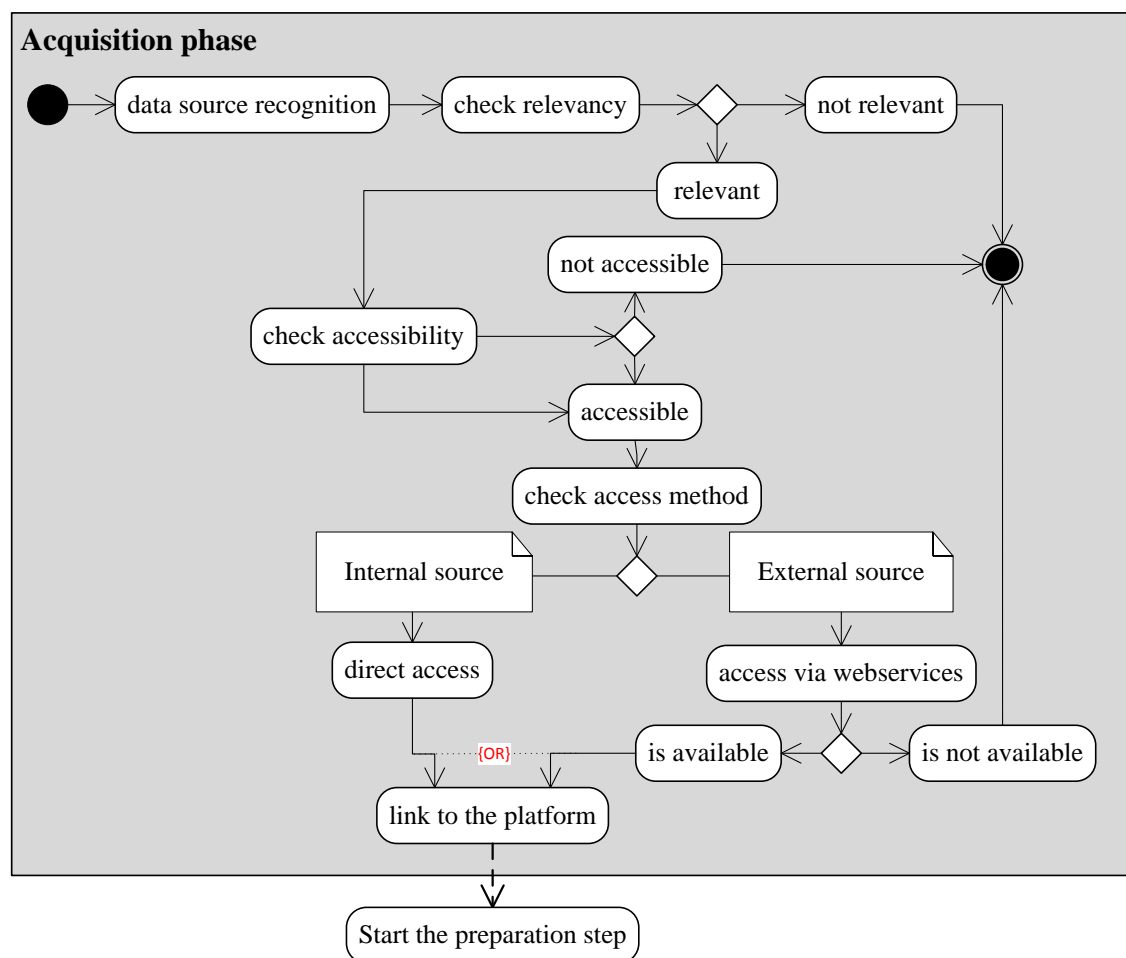 Acquisition phase
data source recognition
check relevancy
not relevant
relevant
not accessible
check accessibility
accessible
check access method
Internal source
External source
direct access
access via webservices
{OR}
is available
is not available
link to the platform
Start the preparation step